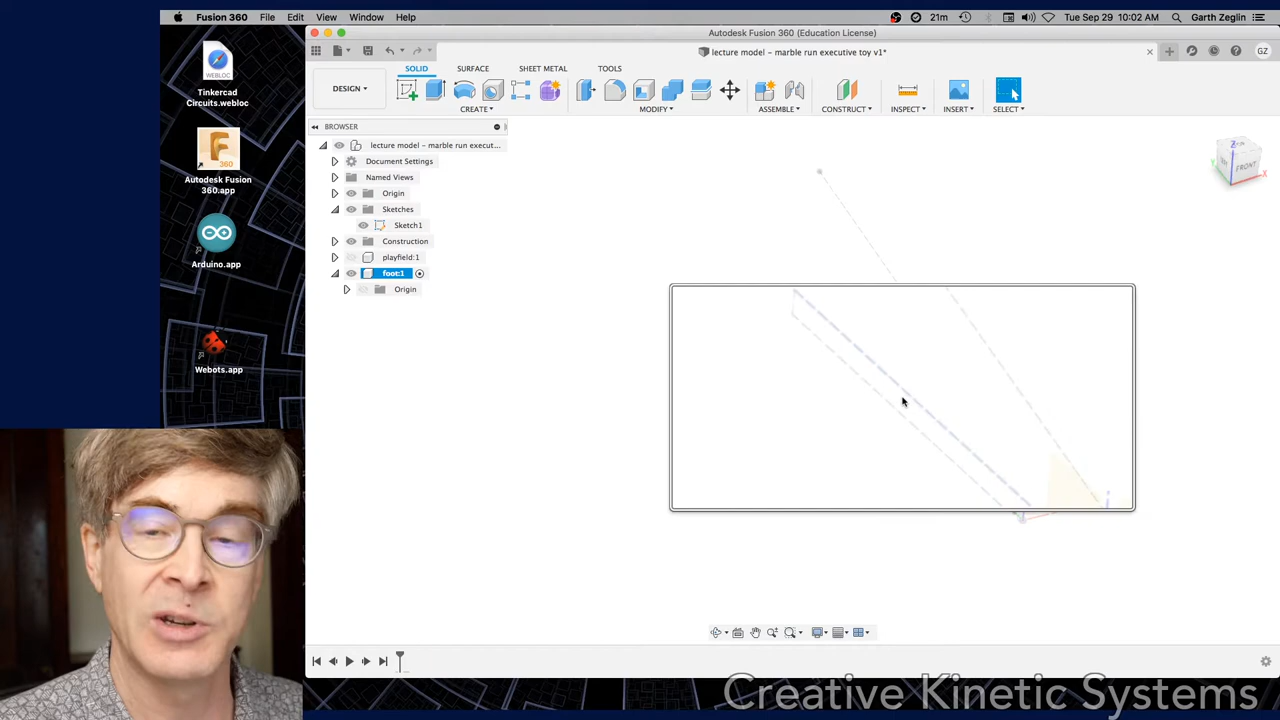 Fusion 360 File Edit View Window Help
21m Tue Sep 29 10:02 AM Garth Zeglin
Autodesk Fusion 360 (Education License)
lecture model – marble run executive toy v1*
GZ
SOLID SURFACE SHEET METAL TOOLS
DESIGN
CREATE MODIFY ASSEMBLE CONSTRUCT INSPECT INSERT SELECT
BROWSER
lecture model – marble run execut...
Document Settings
Named Views
Origin
Sketches
Sketch1
Construction
playfield:1
foot:1
Origin
WEBLOC
Tinkercad
Circuits.webloc
360
Autodesk Fusion
360.app
Arduino.app
Webots.app
Z
FRONT
X
Creative Kinetic Systems